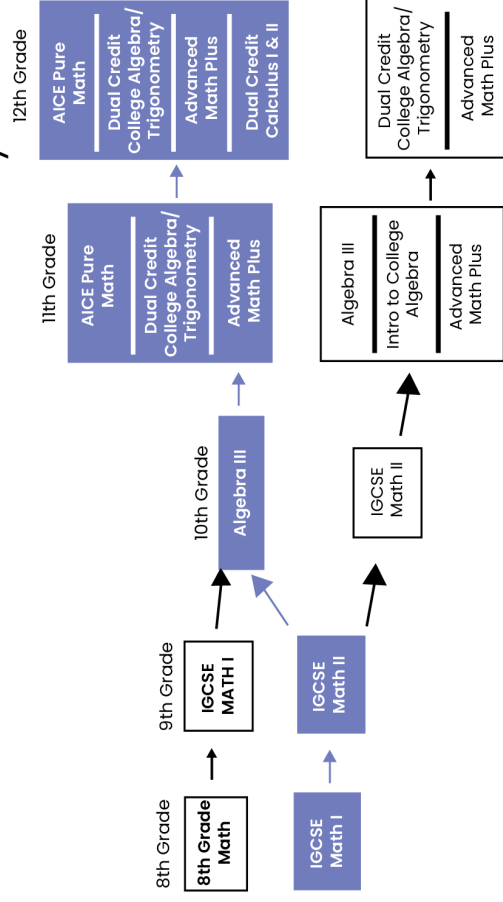 8th Grade
8th Grade
Math
IGCSE
Math I
9th Grade
IGCSE
MATH I
IGCSE
Math II
10th Grade
Algebra III
IGCSE
Math II
11th Grade
AICE Pure
Math
Dual Credit
College Algebra/
Trigonometry
Advanced
Math Plus
Algebra III
Intro to College
Algebra
Advanced
Math Plus
12th Grade
AICE Pure
Math
Dual Credit
College Algebra/
Trigonometry
Advanced
Math Plus
Dual Credit
Calculus I & II
Dual Credit
College Algebra/
Trigonometry
Advanced
Math Plus